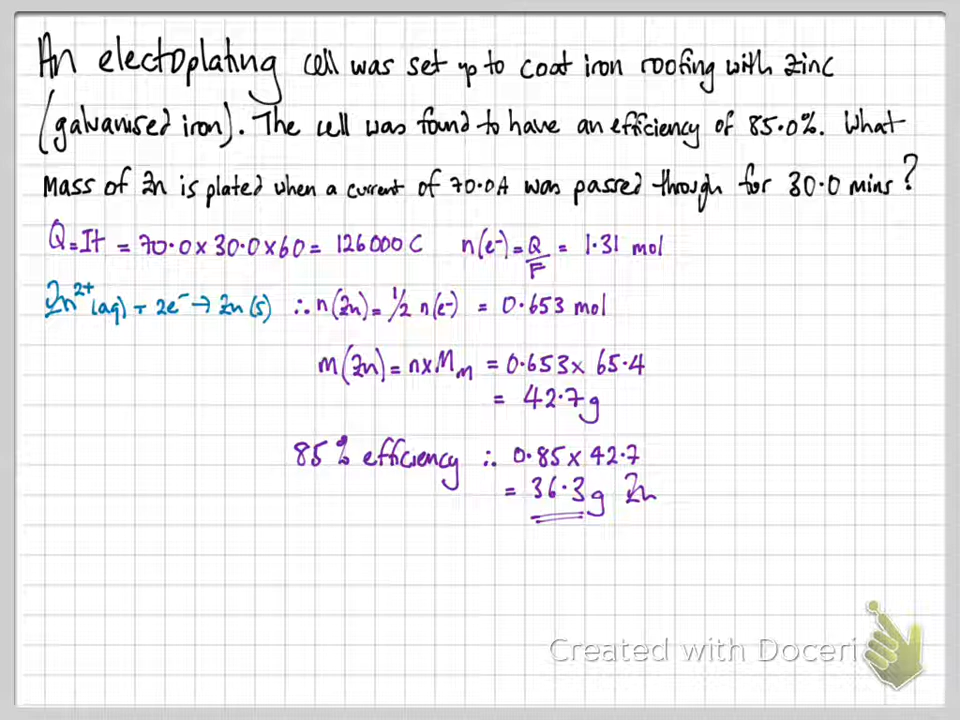 An electoplating cell was set up to coat iron roofing with zinc
(galvanised iron). The cell was found to have an efficiency of 85.0%. What
mass of Zn is plated when a current of 70.0A was passed through for 30.0 mins?
Q=It = 70.0 x 30.0 x 60 = 126000 C n(e-) = Q/F = 1.31 mol
Zn²⁺(aq) + 2e⁻ → Zn(s) ∴ n(Zn) = 1/2 n(e-) = 0.653 mol
m(Zn) = n x Mm = 0.653 x 65.4
= 42.7g
85% efficiency ∴ 0.85 x 42.7
= 36.3g Zn
Created with Doceri